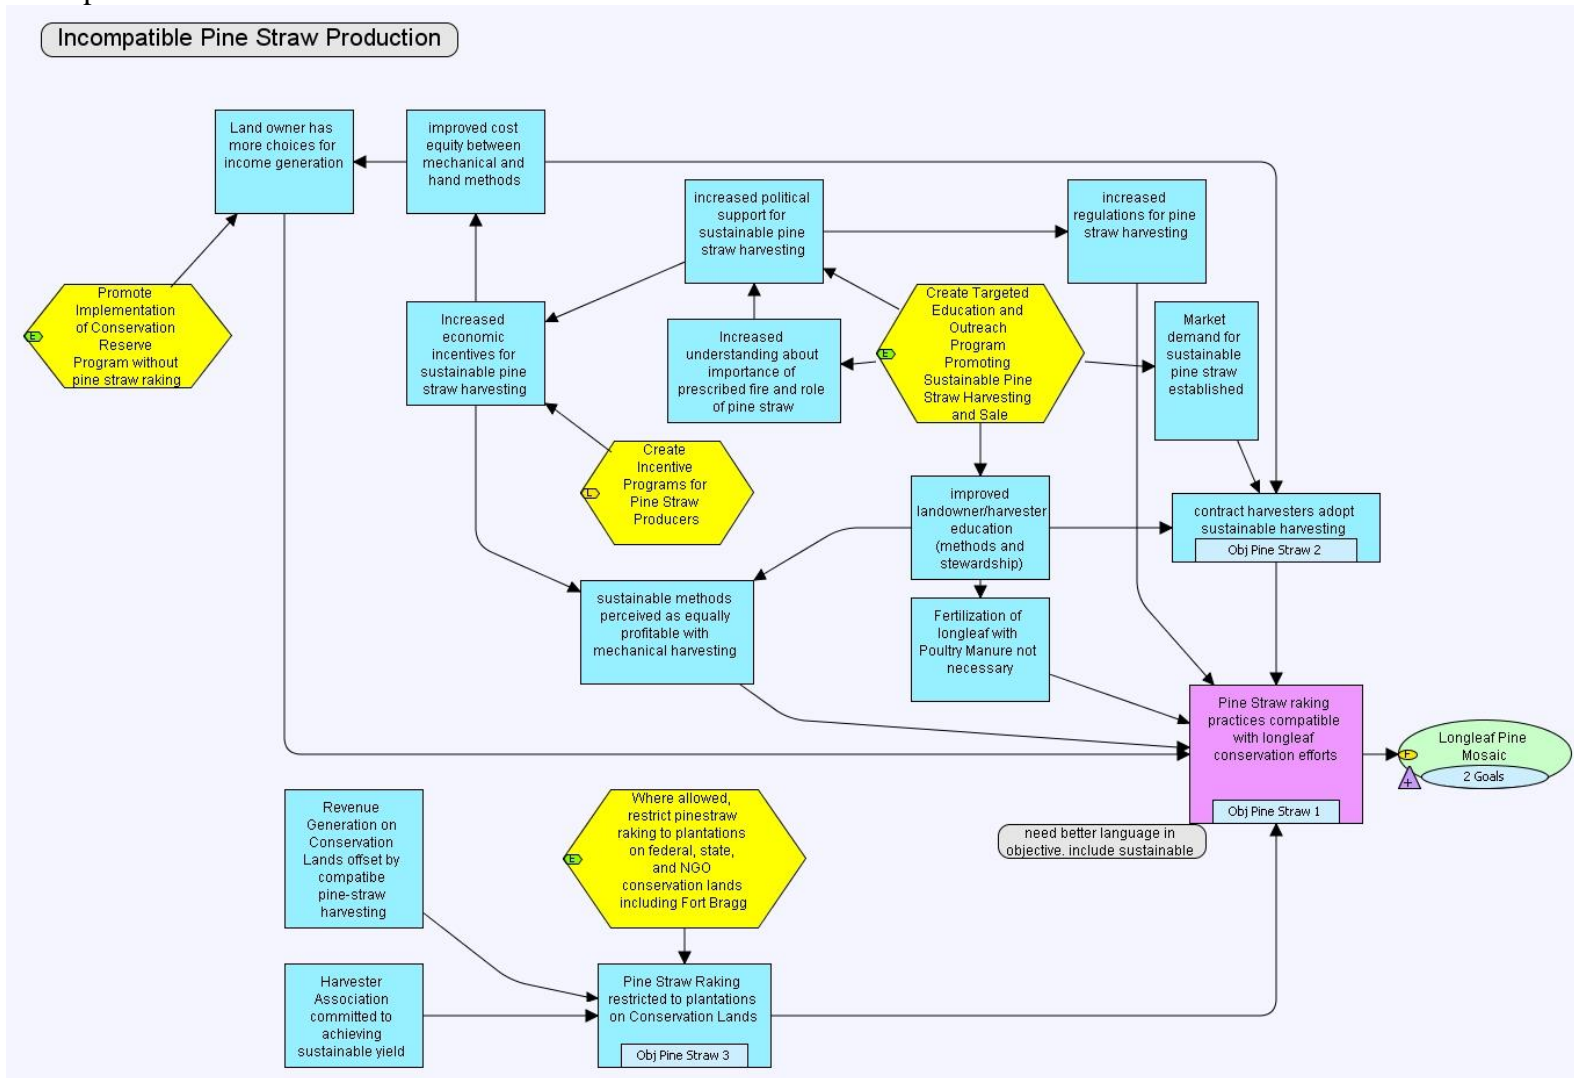 Incompatible Pine Straw Production
Land owner has
more choices for
income generation
improved cost
equity between
mechanical and
hand methods
increased political
support for
sustainable pine
straw harvesting
increased
regulations for pine
straw harvesting
Promote
Implementation
of Conservation
Reserve
Program without
pine straw raking
E
Increased
economic
incentives for
sustainable pine
straw harvesting
Increased
understanding about
importance of
prescribed fire and role
of pine straw
Create Targeted
Education and
Outreach
Program
Promoting
Sustainable Pine
Straw Harvesting
and Sale
E
Market
demand for
sustainable
pine straw
established
Create
Incentive
Programs for
Pine Straw
Producers
L
improved
landowner/harvester
education
(methods and
stewardship)
contract harvesters adopt
sustainable harvesting
Obj Pine Straw 2
sustainable methods
perceived as equally
profitable with
mechanical harvesting
Fertilization of
longleaf with
Poultry Manure not
necessary
Pine Straw raking
practices compatible
with longleaf
conservation efforts
Obj Pine Straw 1
Longleaf Pine
Mosaic
2 Goals
F
+
need better language in
objective. include sustainable
Revenue
Generation on
Conservation
Lands offset by
compatibe
pine-straw
harvesting
Where allowed,
restrict pinestraw
raking to plantations
on federal, state,
and NGO
conservation lands
including Fort Bragg
E
Harvester
Association
committed to
achieving
sustainable yield
Pine Straw Raking
restricted to plantations
on Conservation Lands
Obj Pine Straw 3